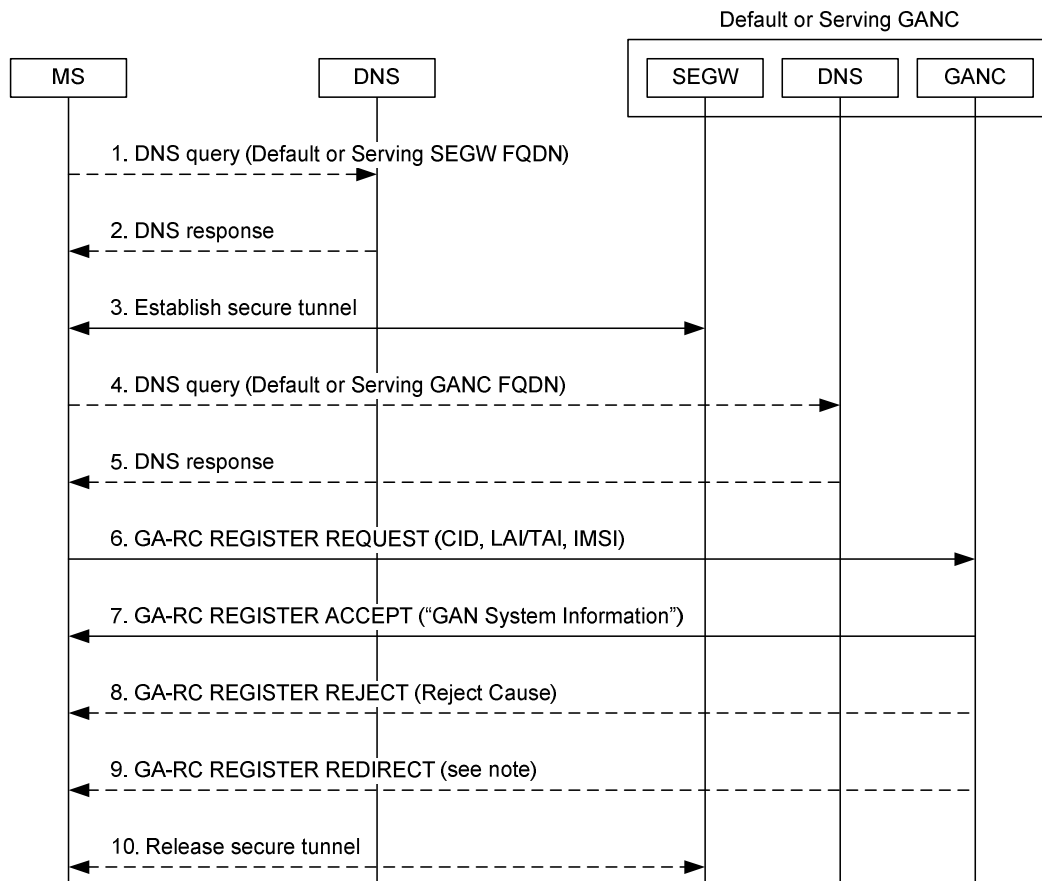 Default or Serving GANC
MS
DNS
SEGW
DNS
GANC
1. DNS query (Default or Serving SEGW FQDN)
2. DNS response
3. Establish secure tunnel
4. DNS query (Default or Serving GANC FQDN)
5. DNS response
6. GA-RC REGISTER REQUEST (CID, LAI/TAI, IMSI)
7. GA-RC REGISTER ACCEPT (“GAN System Information”)
8. GA-RC REGISTER REJECT (Reject Cause)
9. GA-RC REGISTER REDIRECT (see note)
10. Release secure tunnel